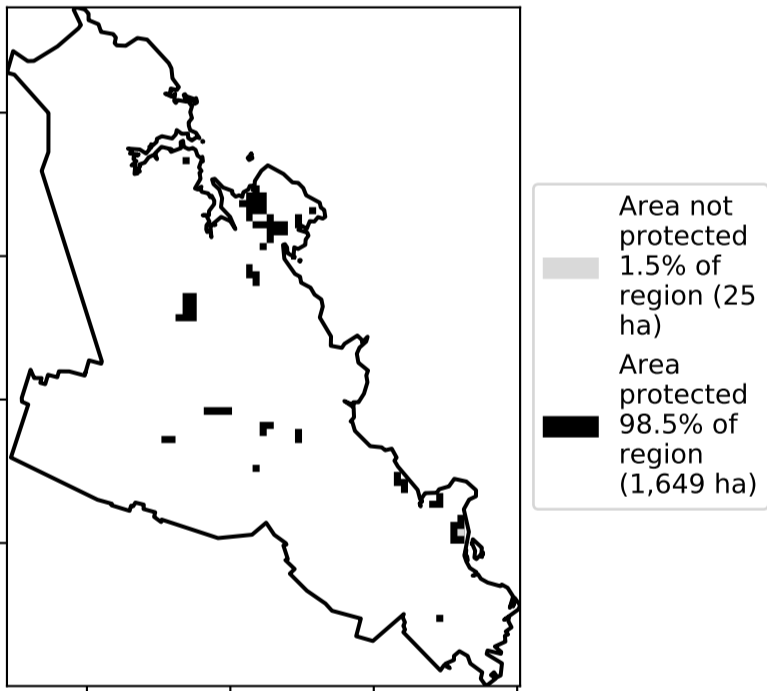 Area not
protected
1.5% of
region (25
ha)
Area
protected
98.5% of
region
(1,649 ha)